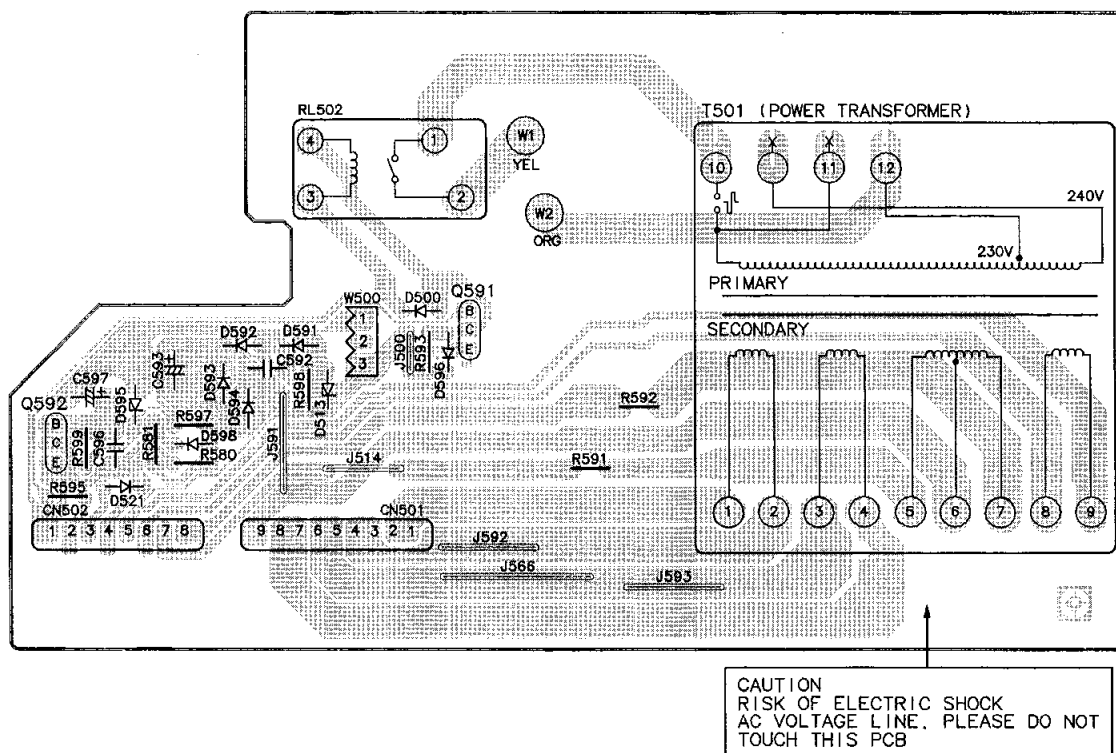 RL502
4
1
3
2
W1
YEL
W2
ORG
T501 (POWER TRANSFORMER)
X X
10 11 12
240V
230V
PRIMARY
SECONDARY
1 2 3 4 5 6 7 8 9
W500
1
2
3
D500
Q591
B
C
E
J500
R593
D596
D592
D591
C592
C593
D593
D594
R598
D513
C597
D595
Q592
B
C
E
R599
C596
R581
R597
D598
R580
J591
R592
R591
J514
R595
D521
CN502
1 2 3 4 5 6 7 8
CN501
9 8 7 6 5 4 3 2 1
J592
J566
J593
CAUTION
RISK OF ELECTRIC SHOCK
AC VOLTAGE LINE. PLEASE DO NOT
TOUCH THIS PCB